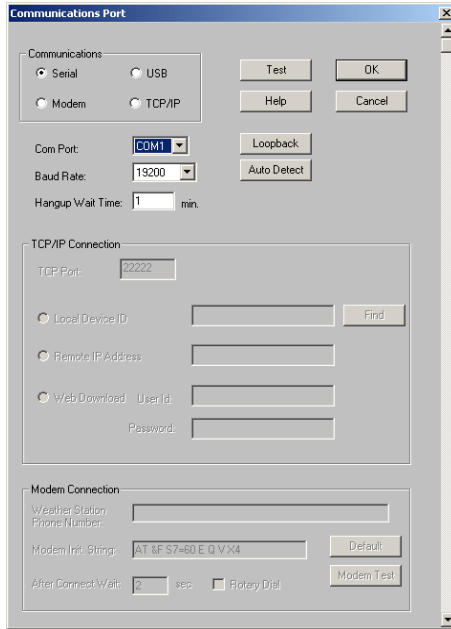 Communications Port
Communications
Serial
USB
Test
OK
Modem
TCP/IP
Help
Cancel
Com Port:
COM1
Loopback
Baud Rate:
19200
Auto Detect
Hangup Wait Time:
1
min.
TCP/IP Connection
TCP Port:
22222
Local Device ID
Find
Remote IP Address
Web Download
User Id:
Password:
Modem Connection
Weather Station
Phone Number:
Modem Init. String:
AT &F S7=60 E Q V X4
Default
After Connect Wait:
2
sec
Rotary Dial
Modem Test